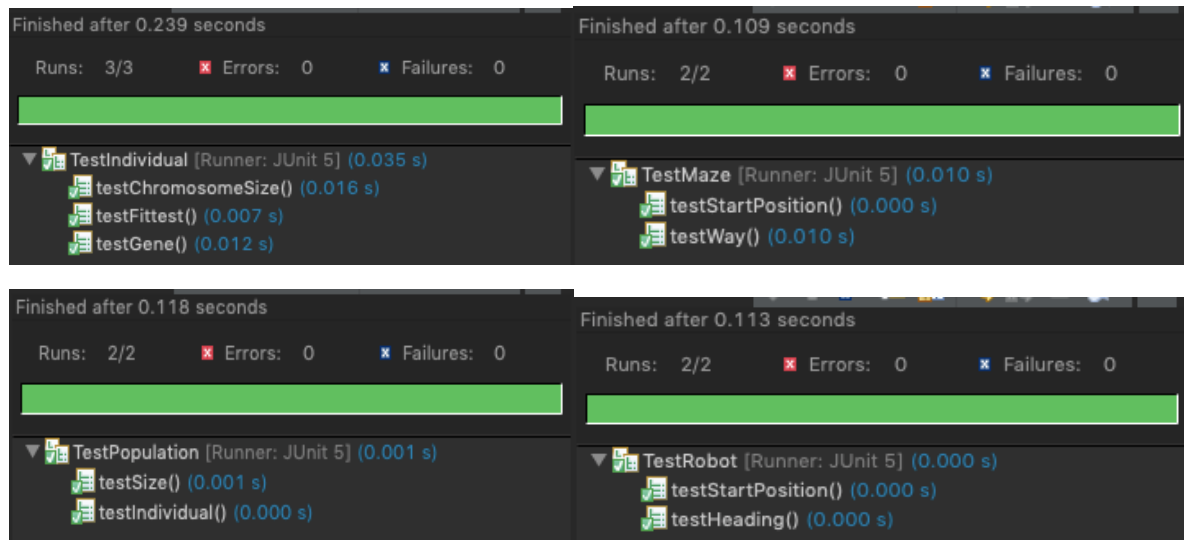 Finished after 0.239 seconds
Runs: 3/3 Errors: 0 Failures: 0
TestIndividual [Runner: JUnit 5] (0.035 s)
testChromosomeSize() (0.016 s)
testFittest() (0.007 s)
testGene() (0.012 s)
Finished after 0.109 seconds
Runs: 2/2 Errors: 0 Failures: 0
TestMaze [Runner: JUnit 5] (0.010 s)
testStartPosition() (0.000 s)
testWay() (0.010 s)
Finished after 0.118 seconds
Runs: 2/2 Errors: 0 Failures: 0
TestPopulation [Runner: JUnit 5] (0.001 s)
testSize() (0.001 s)
testIndividual() (0.000 s)
Finished after 0.113 seconds
Runs: 2/2 Errors: 0 Failures: 0
TestRobot [Runner: JUnit 5] (0.000 s)
testStartPosition() (0.000 s)
testHeading() (0.000 s)